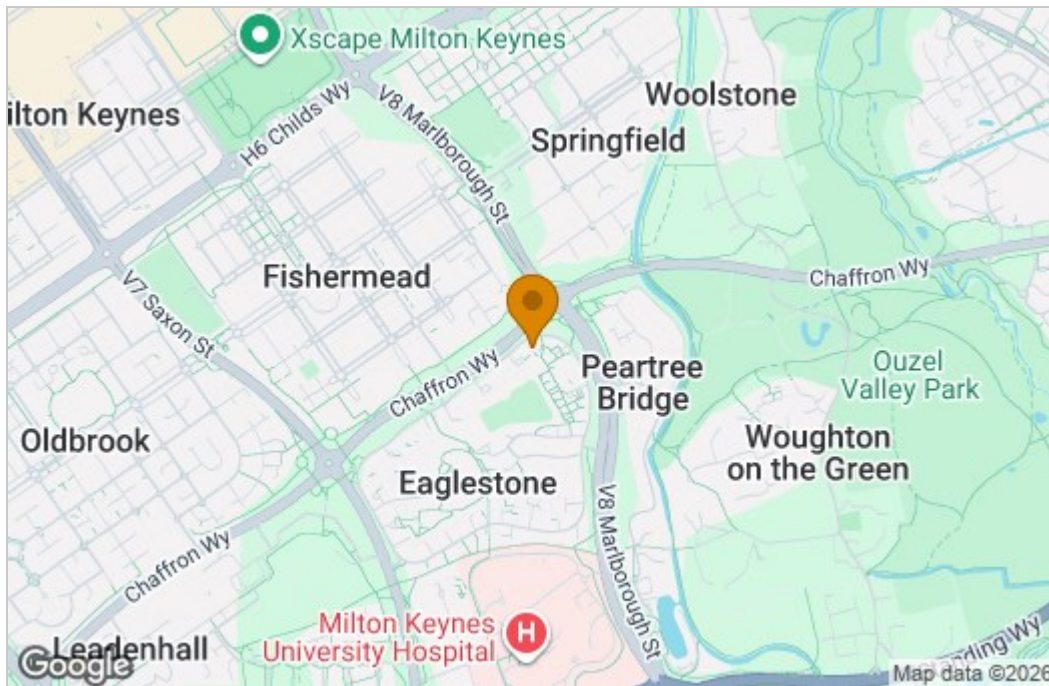 Xscape Milton Keynes
ilton Keynes
H6 Childs Wy
V8 Marlborough St
Woolstone
Springfield
Fishermead
Chaffron Wy
V7 Saxon St
Chaffron Wy
Peartree
Bridge
Ouzel
Valley Park
Oldbrook
Woughton
on the Green
Eaglestone
V8 Marlborough St
Chaffron Wy
Milton Keynes
University Hospital
H
Leadenhall
Google
anding Wy
Map data ©2026